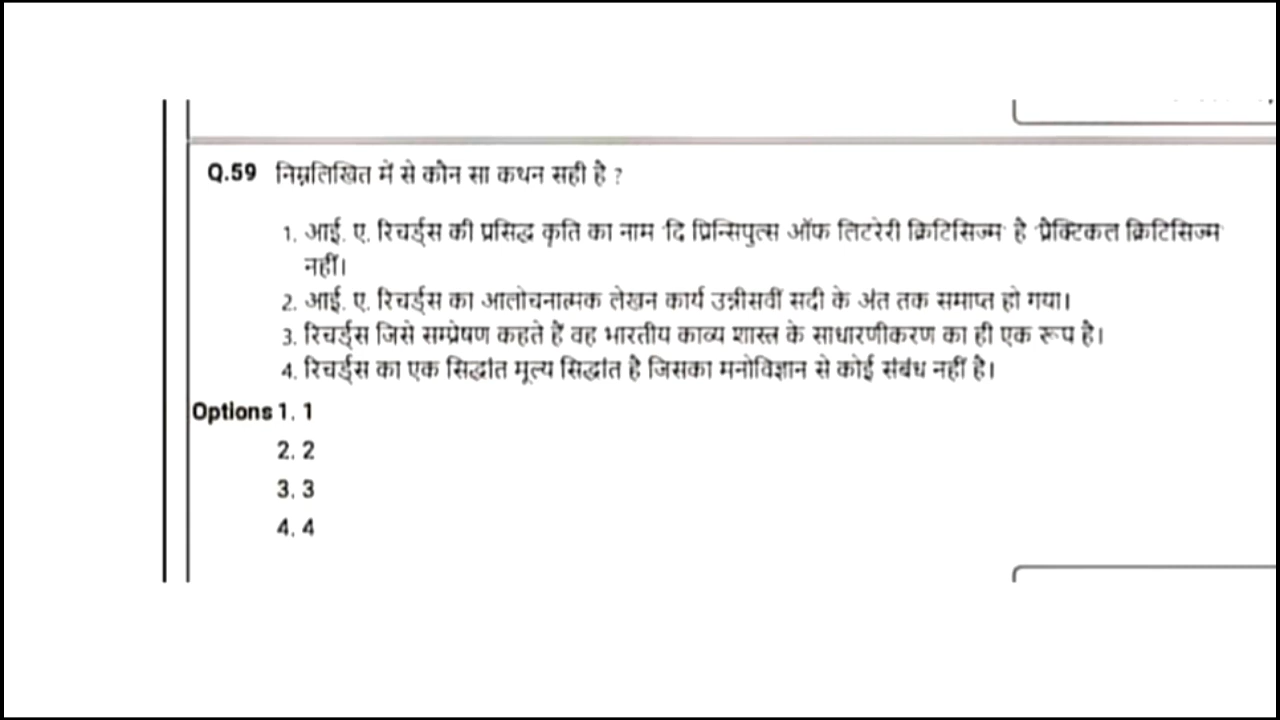 Q.59 निम्नलिखित में से कौन सा कथन सही है ?
1. आई. ए. रिचर्ड्स की प्रसिद्ध कृति का नाम 'दि प्रिन्सिपुल्स ऑफ लिटरेरी क्रिटिसिज्म' है 'प्रैक्टिकल क्रिटिसिज्म'
नहीं।
2. आई. ए. रिचर्ड्स का आलोचनात्मक लेखन कार्य उन्नीसवीं सदी के अंत तक समाप्त हो गया।
3. रिचर्ड्स जिसे सम्प्रेषण कहते हैं वह भारतीय काव्य शास्त्र के साधारणीकरण का ही एक रूप है।
4. रिचर्ड्स का एक सिद्धांत मूल्य सिद्धांत है जिसका मनोविज्ञान से कोई संबंध नहीं है।
Options 1. 1
2. 2
3. 3
4. 4